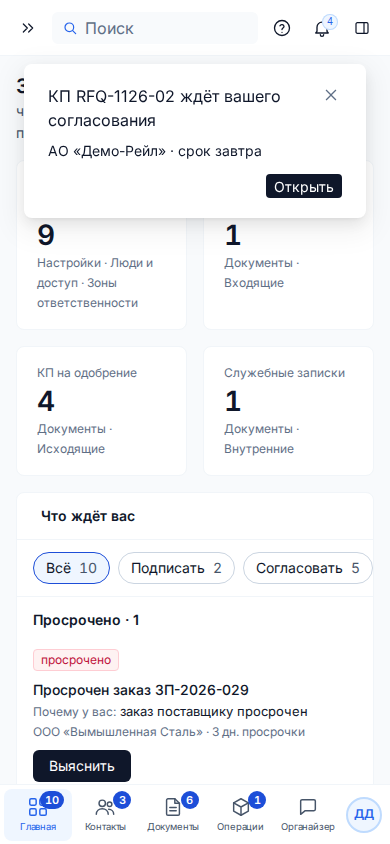 Поиск
4
КП RFQ-1126-02 ждёт вашего
согласования
АО «Демо-Рейл» · срок завтра
Открыть
9
1
Настройки · Люди и
доступ · Зоны
ответственности
Документы ·
Входящие
КП на одобрение
4
Документы ·
Исходящие
Служебные записки
1
Документы ·
Внутренние
Что ждёт вас
Всё 10
Подписать 2
Согласовать 5
Просрочено · 1
просрочено
Просрочен заказ ЗП-2026-029
Почему у вас: заказ поставщику просрочен
ООО «Вымышленная Сталь» · 3 дн. просрочки
Выяснить
10
Главная
3
Контакты
6
Документы
1
Операции
Органайзер
ДД